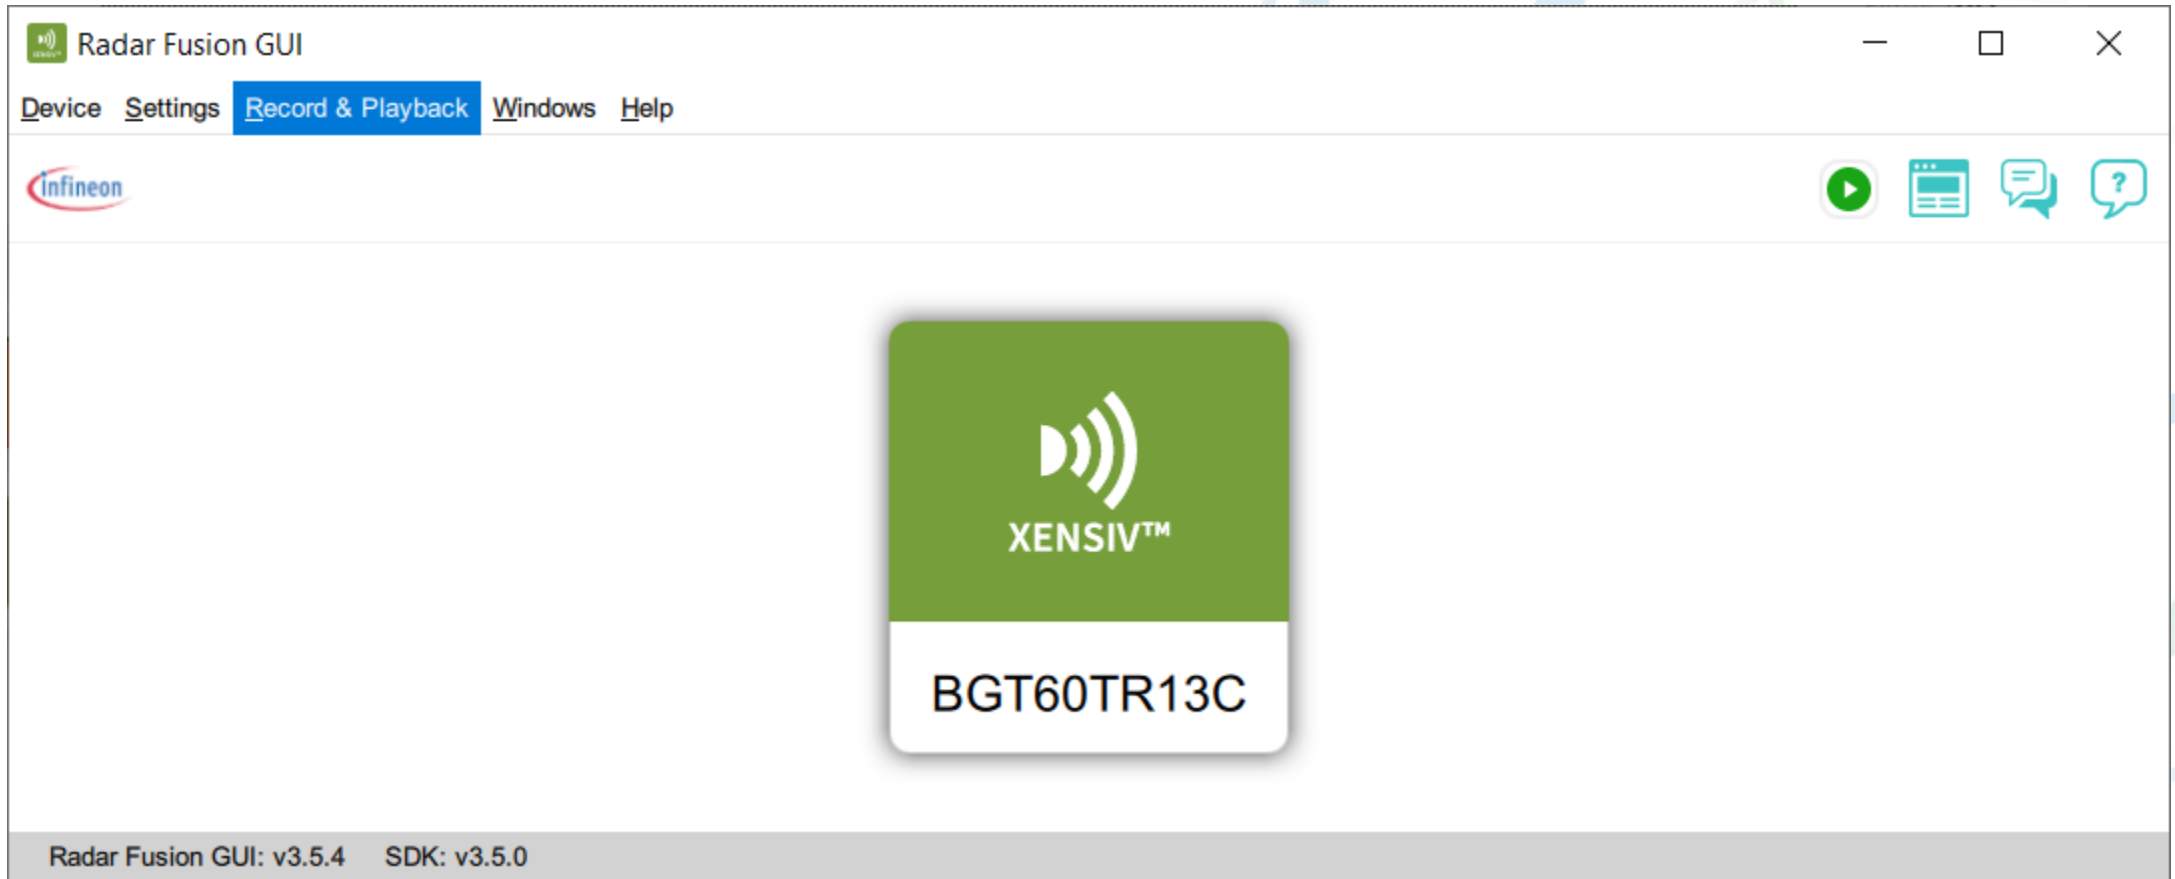 Radar Fusion GUI
Device Settings Record & Playback Windows Help
infineon
?
XENSIV™
BGT60TR13C
Radar Fusion GUI: v3.5.4 SDK: v3.5.0